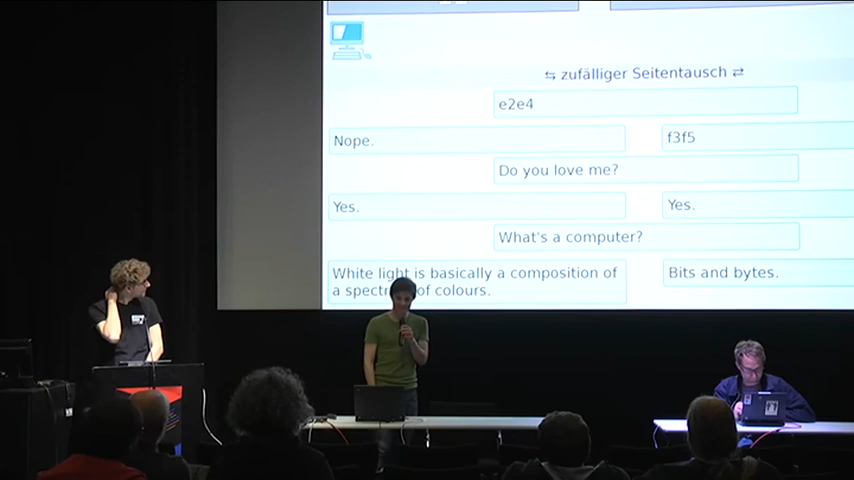 ⇆ zufälliger Seitentausch ⇄
e2e4
Nope.
f3f5
Do you love me?
Yes.
Yes.
What's a computer?
White light is basically a composition of
a spectr of colours.
Bits and bytes.